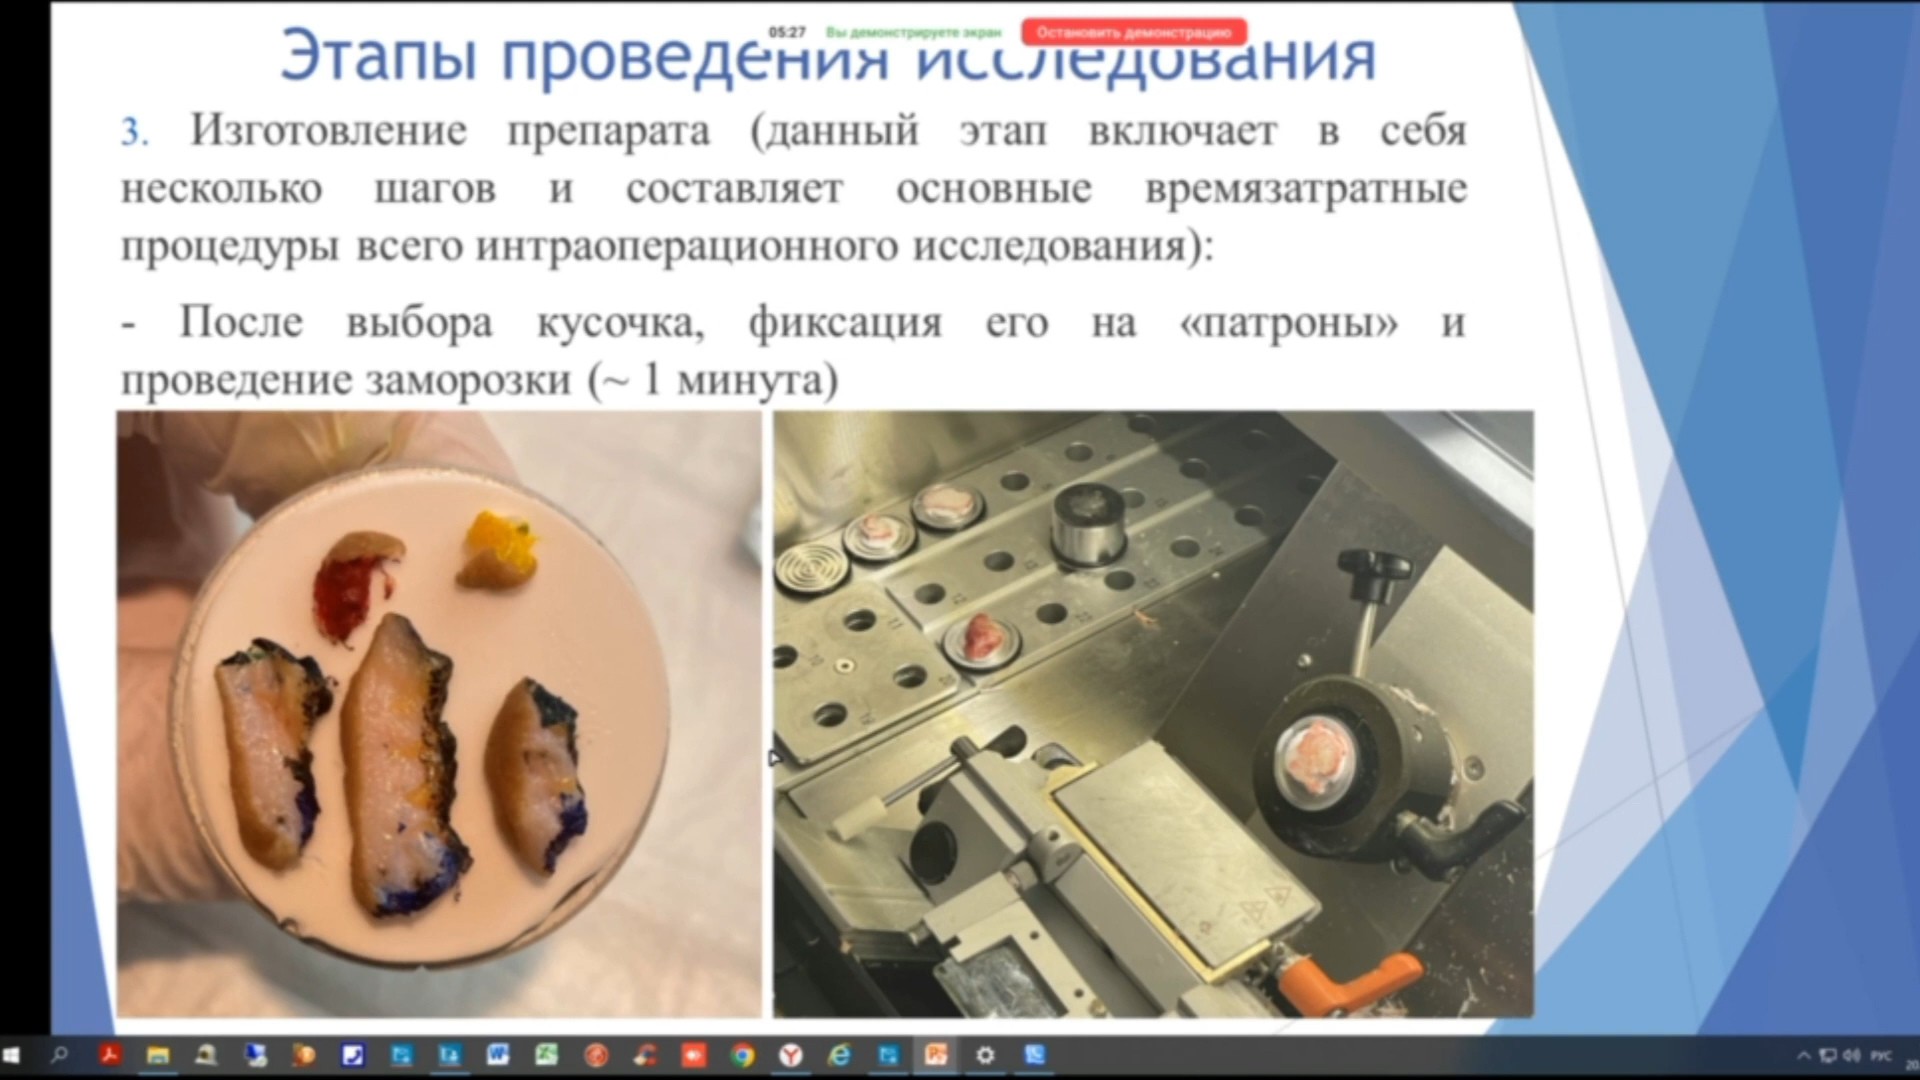 05:27 Вы демонстрируете экран Остановить демонстрацию
Этапы проведения исследования
3. Изготовление препарата (данный этап включает в себя
несколько шагов и составляет основные времязатратные
процедуры всего интраоперационного исследования):
- После выбора кусочка, фиксация его на «патроны» и
проведение заморозки (~ 1 минута)
РУС